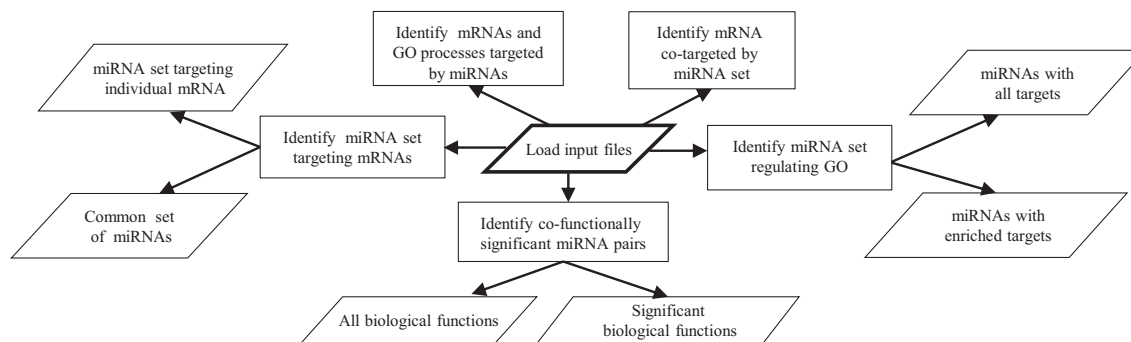 Identify mRNAs and
GO processes targeted
by miRNAs
Identify mRNA
co-targeted by
miRNA set
miRNA set targeting
individual mRNA
miRNAs with
all targets
Identify miRNA set
targeting mRNAs
Load input files
Identify miRNA set
regulating GO
Common set
of miRNAs
Identify co-functionally
significant miRNA pairs
miRNAs with
enriched targets
All biological functions
Significant
biological functions